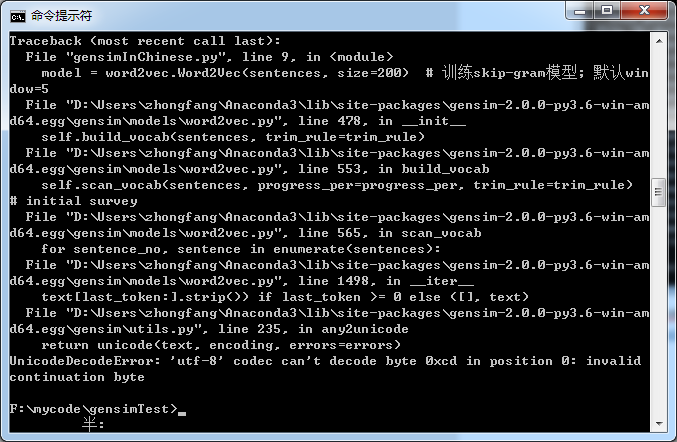 命令提示符
Traceback (most recent call last):
  File "gensimInChinese.py", line 9, in <module>
    model = word2vec.Word2Vec(sentences, size=200)  # 训练skip-gram模型; 默认win
dow=5
  File "D:\Users\zhongfang\Anaconda3\lib\site-packages\gensim-2.0.0-py3.6-win-am
d64.egg\gensim\models\word2vec.py", line 478, in __init__
    self.build_vocab(sentences, trim_rule=trim_rule)
  File "D:\Users\zhongfang\Anaconda3\lib\site-packages\gensim-2.0.0-py3.6-win-am
d64.egg\gensim\models\word2vec.py", line 553, in build_vocab
    self.scan_vocab(sentences, progress_per=progress_per, trim_rule=trim_rule)
# initial survey
  File "D:\Users\zhongfang\Anaconda3\lib\site-packages\gensim-2.0.0-py3.6-win-am
d64.egg\gensim\models\word2vec.py", line 565, in scan_vocab
    for sentence_no, sentence in enumerate(sentences):
  File "D:\Users\zhongfang\Anaconda3\lib\site-packages\gensim-2.0.0-py3.6-win-am
d64.egg\gensim\models\word2vec.py", line 1498, in __iter__
    text[last_token:].strip()) if last_token >= 0 else ([], text)
  File "D:\Users\zhongfang\Anaconda3\lib\site-packages\gensim-2.0.0-py3.6-win-am
d64.egg\gensim\utils.py", line 235, in any2unicode
    return unicode(text, encoding, errors=errors)
UnicodeDecodeError: 'utf-8' codec can't decode byte 0xcd in position 0: invalid
continuation byte
F:\mycode\gensimTest>_
半: